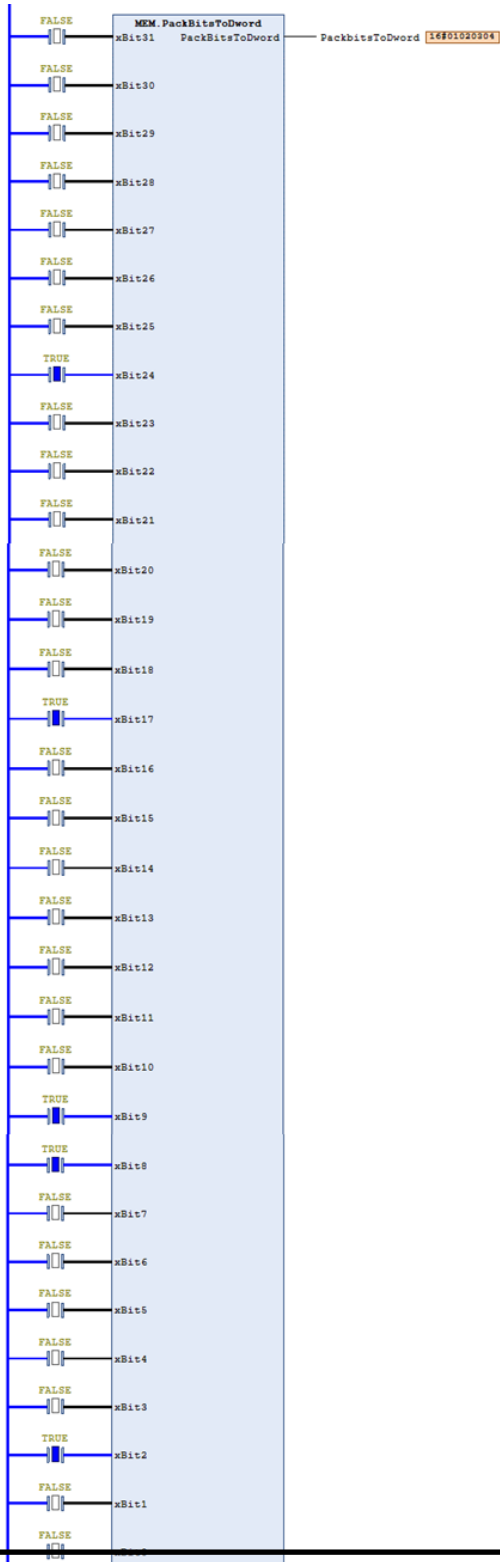 FALSE
MEM.PackBitsToDword
xBit31 PackBitsToDword PackbitsToDword 16#01020304
FALSE
xBit30
FALSE
xBit29
FALSE
xBit28
FALSE
xBit27
FALSE
xBit26
FALSE
xBit25
TRUE
xBit24
FALSE
xBit23
FALSE
xBit22
FALSE
xBit21
FALSE
xBit20
FALSE
xBit19
FALSE
xBit18
TRUE
xBit17
FALSE
xBit16
FALSE
xBit15
FALSE
xBit14
FALSE
xBit13
FALSE
xBit12
FALSE
xBit11
FALSE
xBit10
TRUE
xBit9
TRUE
xBit8
FALSE
xBit7
FALSE
xBit6
FALSE
xBit5
FALSE
xBit4
FALSE
xBit3
TRUE
xBit2
FALSE
xBit1
FALSE